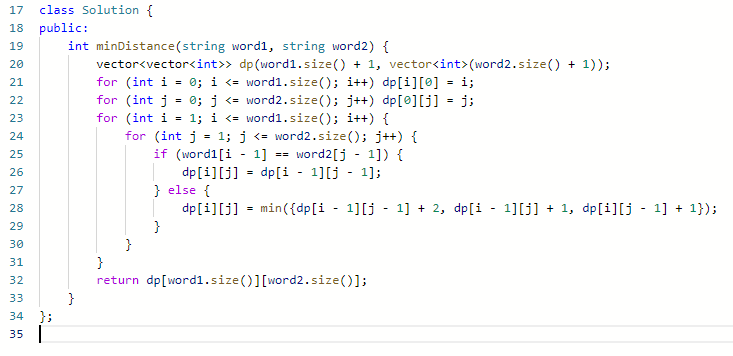 17 class Solution {
18 public:
19     int minDistance(string word1, string word2) {
20         vector<vector<int>> dp(word1.size() + 1, vector<int>(word2.size() + 1));
21         for (int i = 0; i <= word1.size(); i++) dp[i][0] = i;
22         for (int j = 0; j <= word2.size(); j++) dp[0][j] = j;
23         for (int i = 1; i <= word1.size(); i++) {
24             for (int j = 1; j <= word2.size(); j++) {
25                 if (word1[i - 1] == word2[j - 1]) {
26                     dp[i][j] = dp[i - 1][j - 1];
27                 } else {
28                     dp[i][j] = min({dp[i - 1][j - 1] + 2, dp[i - 1][j] + 1, dp[i][j - 1] + 1});
29                 }
30             }
31         }
32         return dp[word1.size()][word2.size()];
33     }
34 };
35